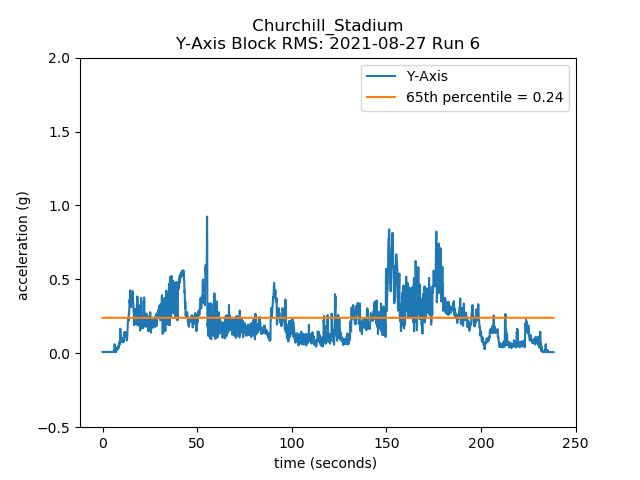 Churchill_Stadium
Y-Axis Block RMS: 2021-08-27 Run 6
Y-Axis
65th percentile = 0.24
2.0
1.5
1.0
0.5
0.0
−0.5
acceleration (g)
0 50 100 150 200 250
time (seconds)